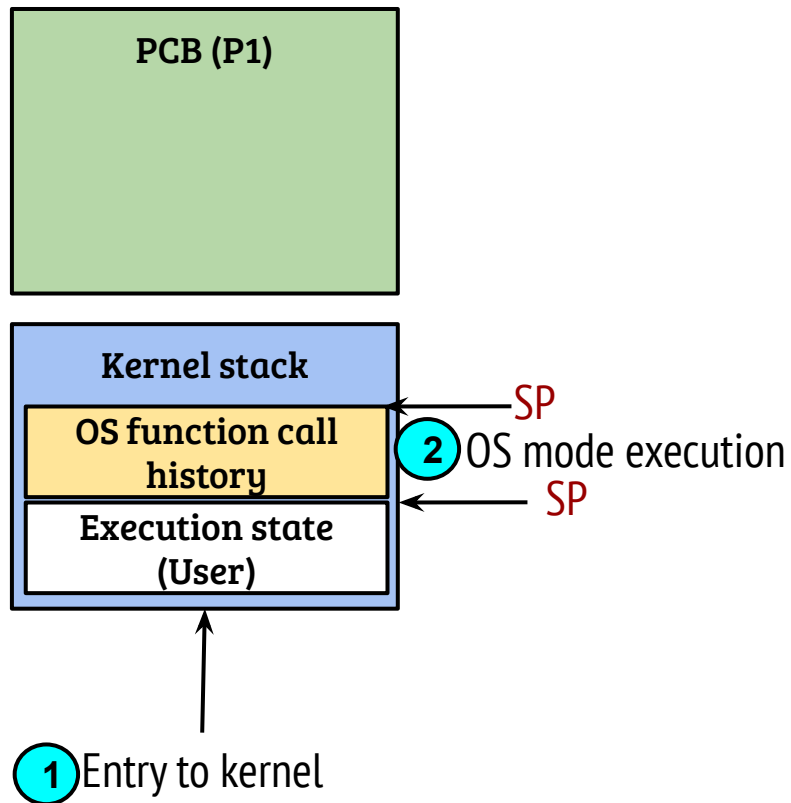 PCB (P1)
Kernel stack
SP
OS function call
history
2 OS mode execution
SP
Execution state
(User)
1 Entry to kernel